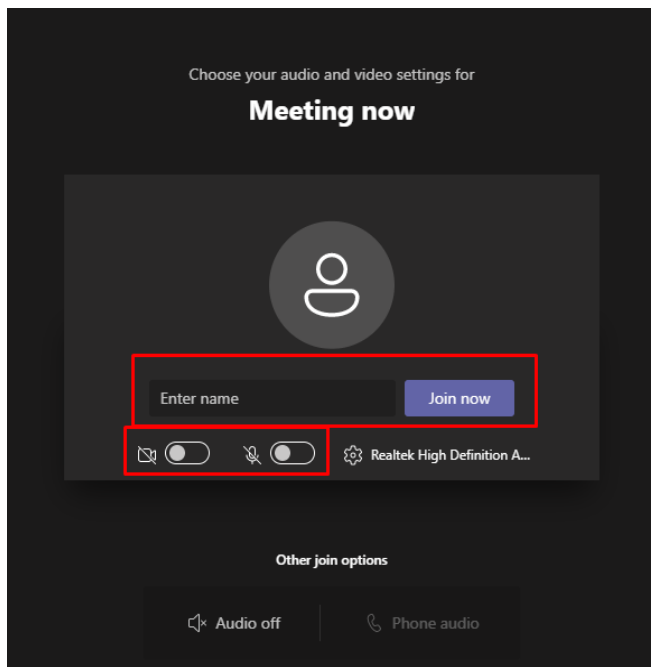 Choose your audio and video settings for
Meeting now
Enter name
Join now
Realtek High Definition A...
Other join options
Audio off
Phone audio